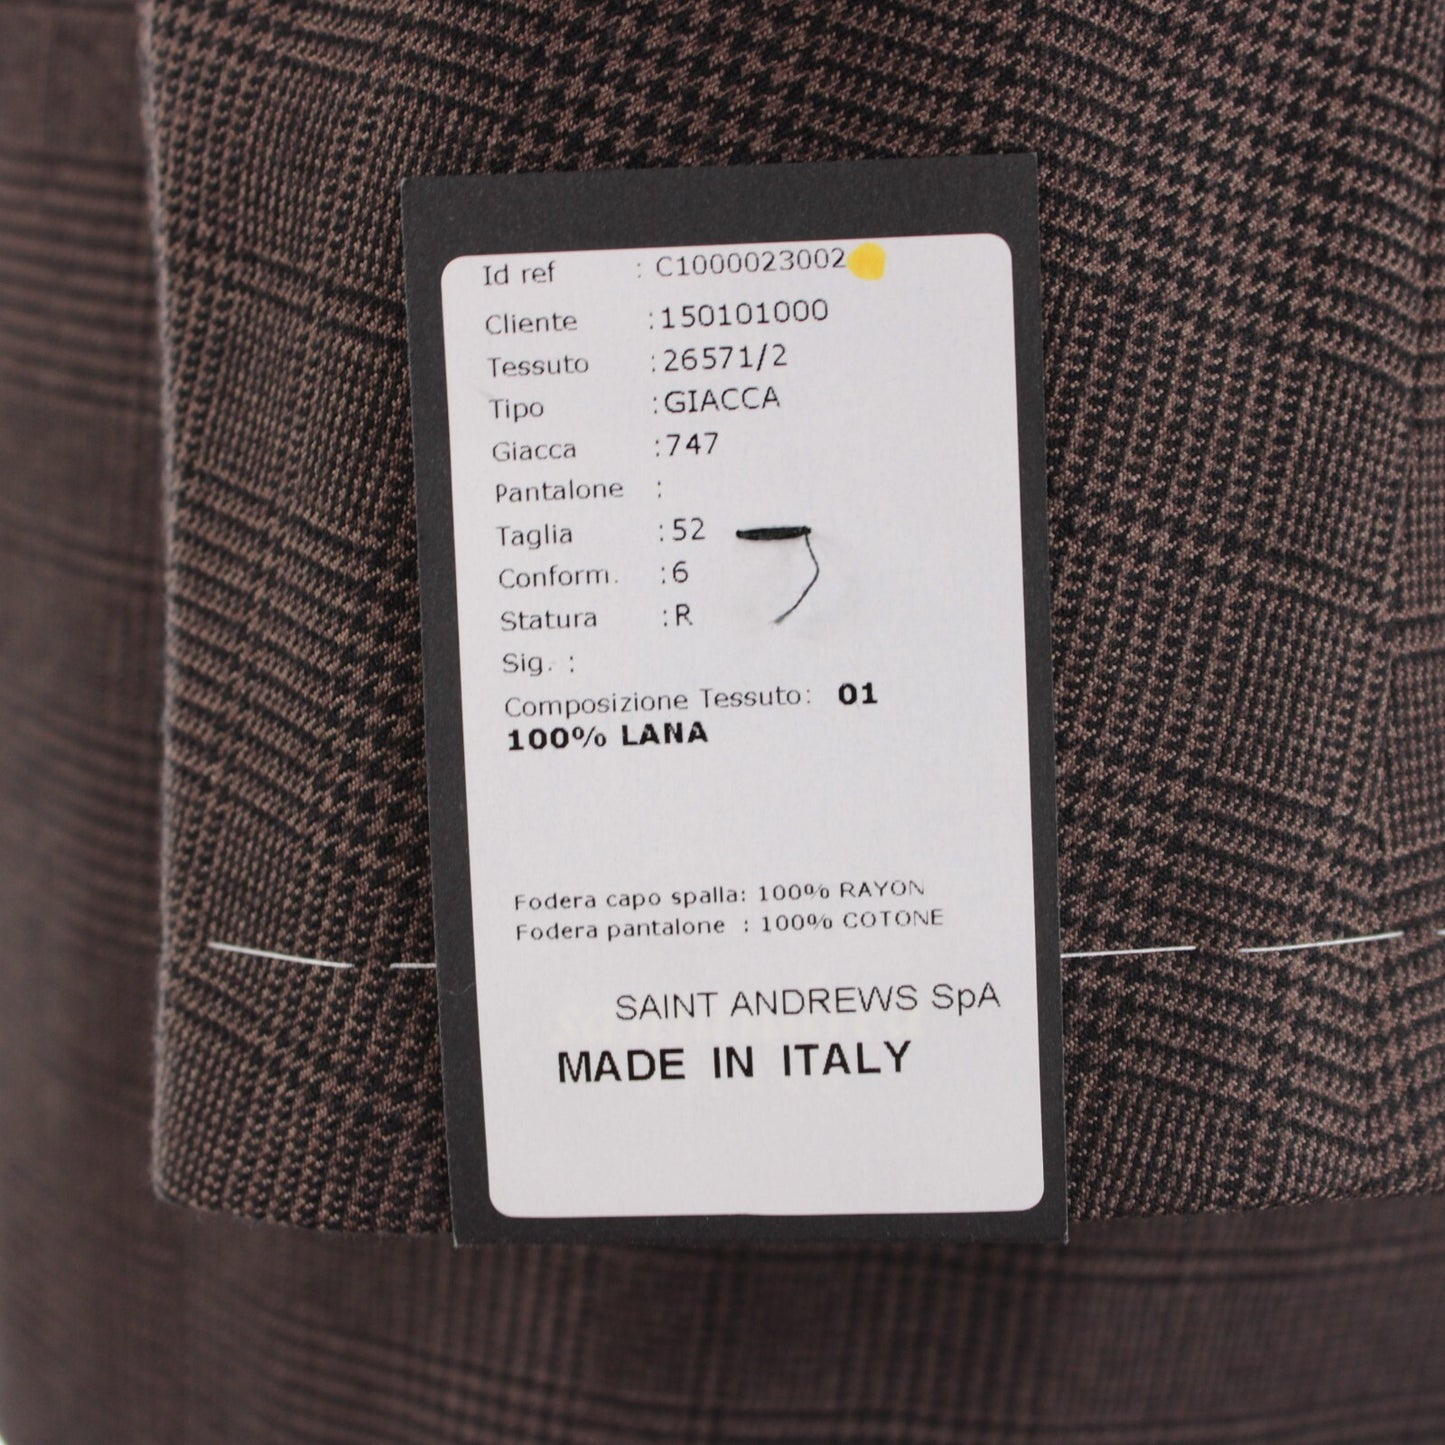 Id ref : C1000023002
Cliente :150101000
Tessuto :26571/2
Tipo :GIACCA
Giacca :747
Pantalone :
Taglia :52
Conform. :6
Statura :R
Sig. :
Composizione Tessuto: 01
100% LANA
Fodera capo spalla: 100% RAYON
Fodera pantalone : 100% COTONE
SAINT ANDREWS SpA
MADE IN ITALY